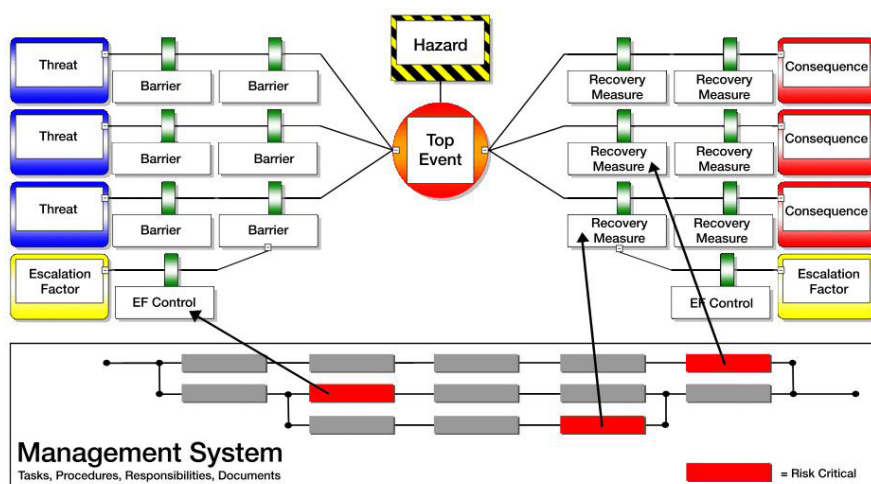 Hazard
Threat
Barrier
Barrier
Recovery
Measure
Recovery
Measure
Consequence
Threat
Barrier
Barrier
Top
Event
Recovery
Measure
Recovery
Measure
Consequence
Threat
Barrier
Barrier
Recovery
Measure
Recovery
Measure
Consequence
Escalation
Factor
EF Control
EF Control
Escalation
Factor
Management System
Tasks, Procedures, Responsibilities, Documents
= Risk Critical